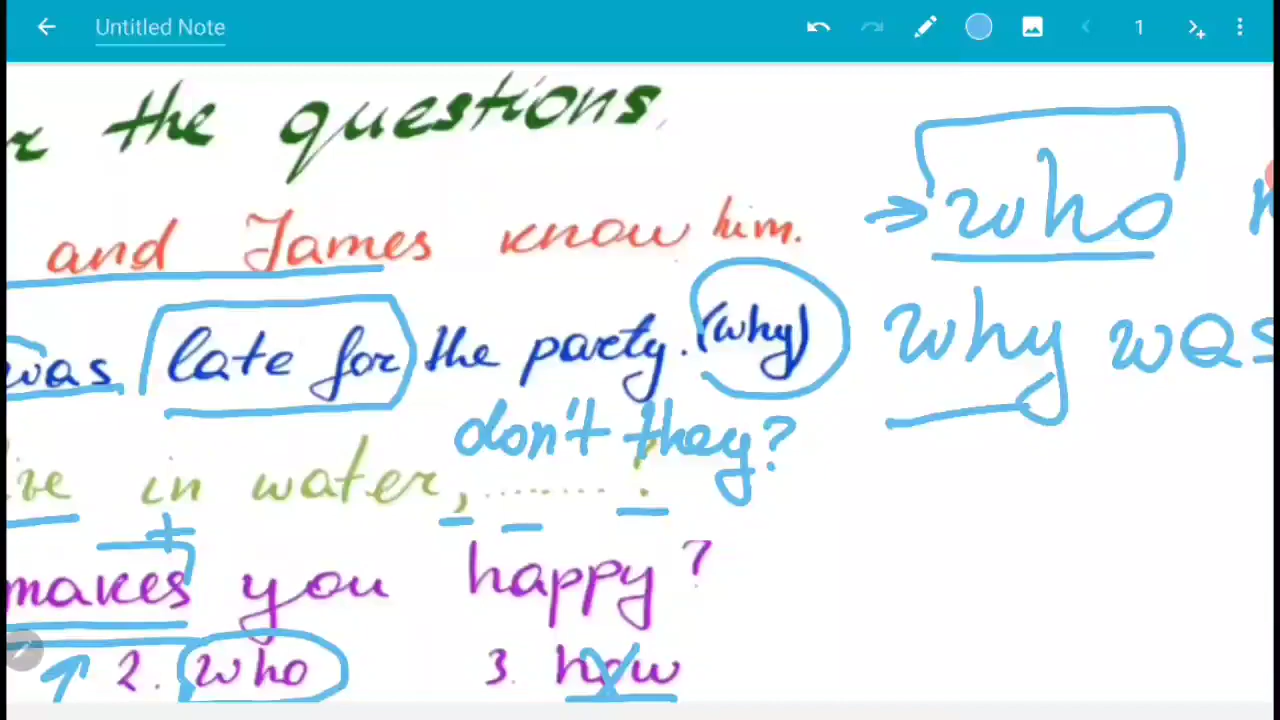 Untitled Note
1
the questions
who
and James know him.
was late for the party. (why)
why was
don't they?
in water, ........ ?
makes you happy?
2. who 3. how